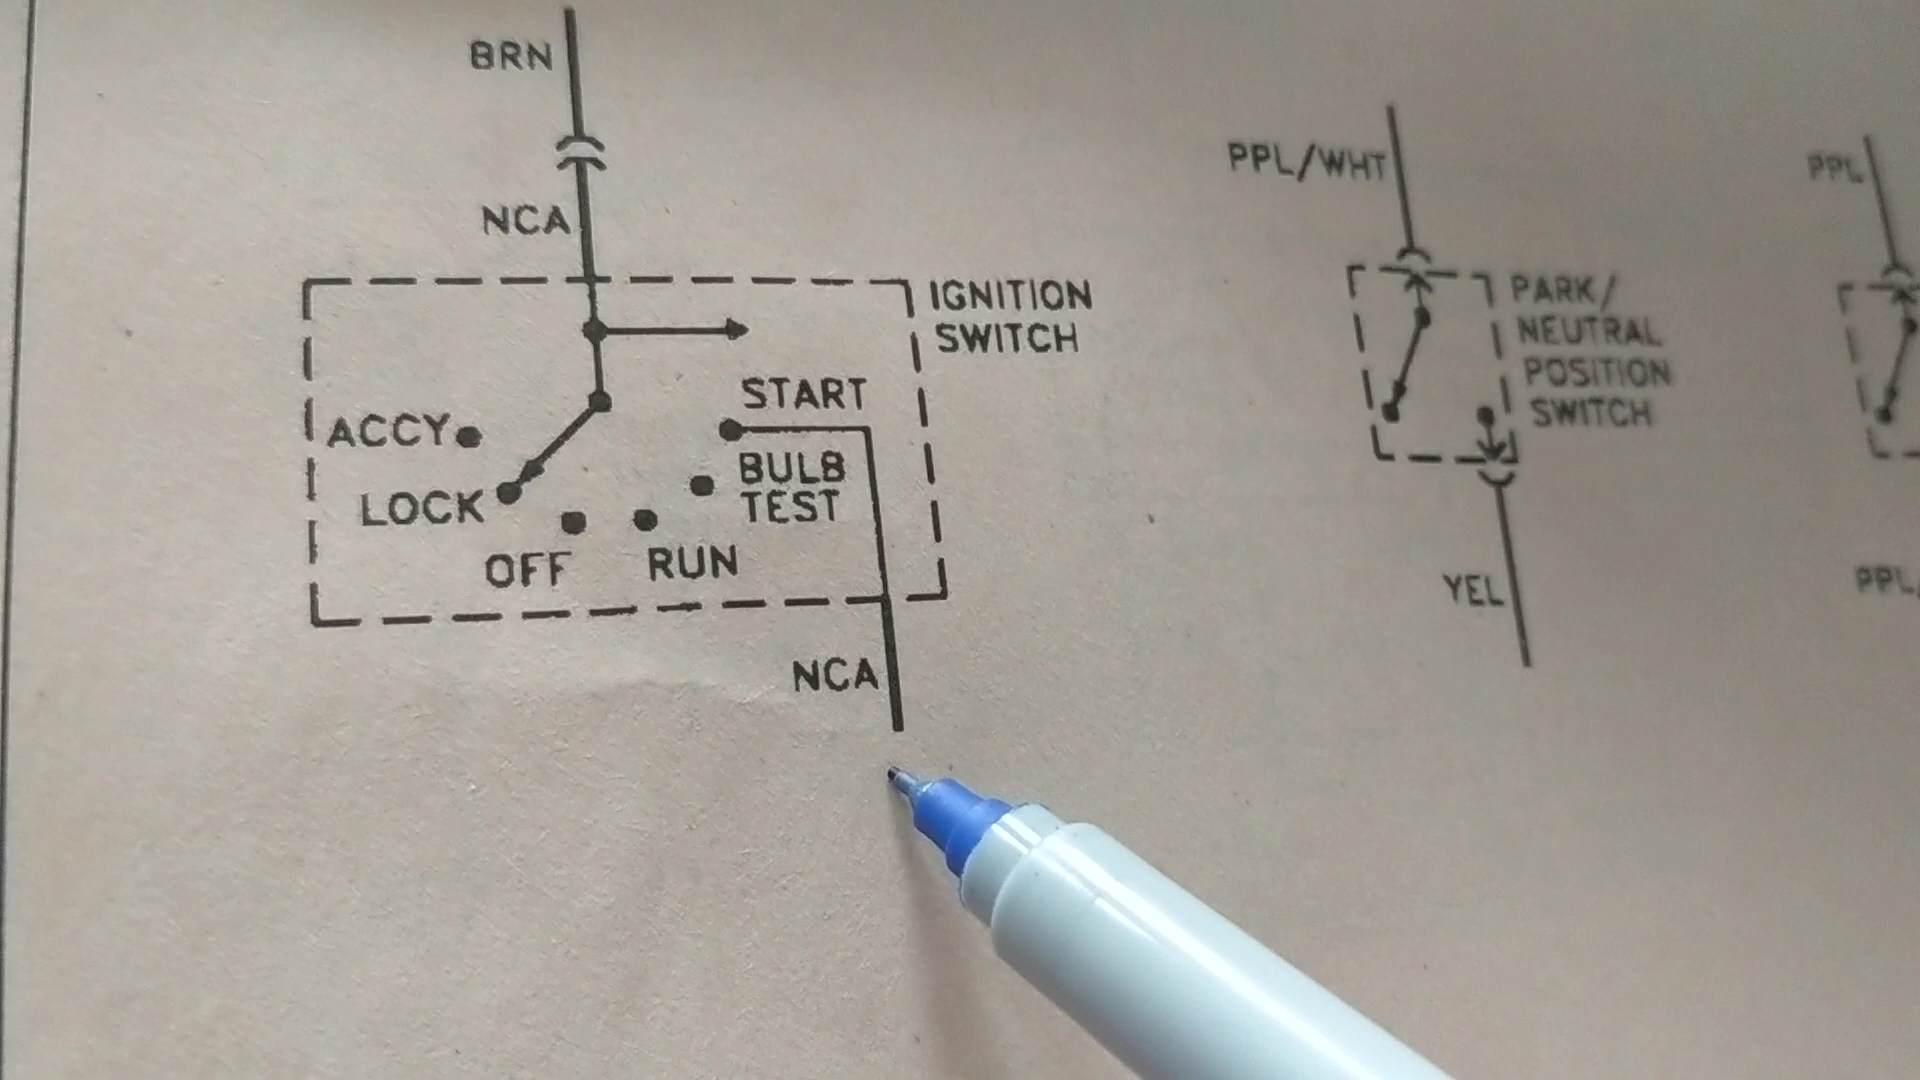 BRN
NCA
IGNITION
SWITCH
START
ACCY
BULB
TEST
LOCK
OFF
RUN
NCA
PPL/WHT
PARK/
NEUTRAL
POSITION
SWITCH
YEL
PPL
PPL